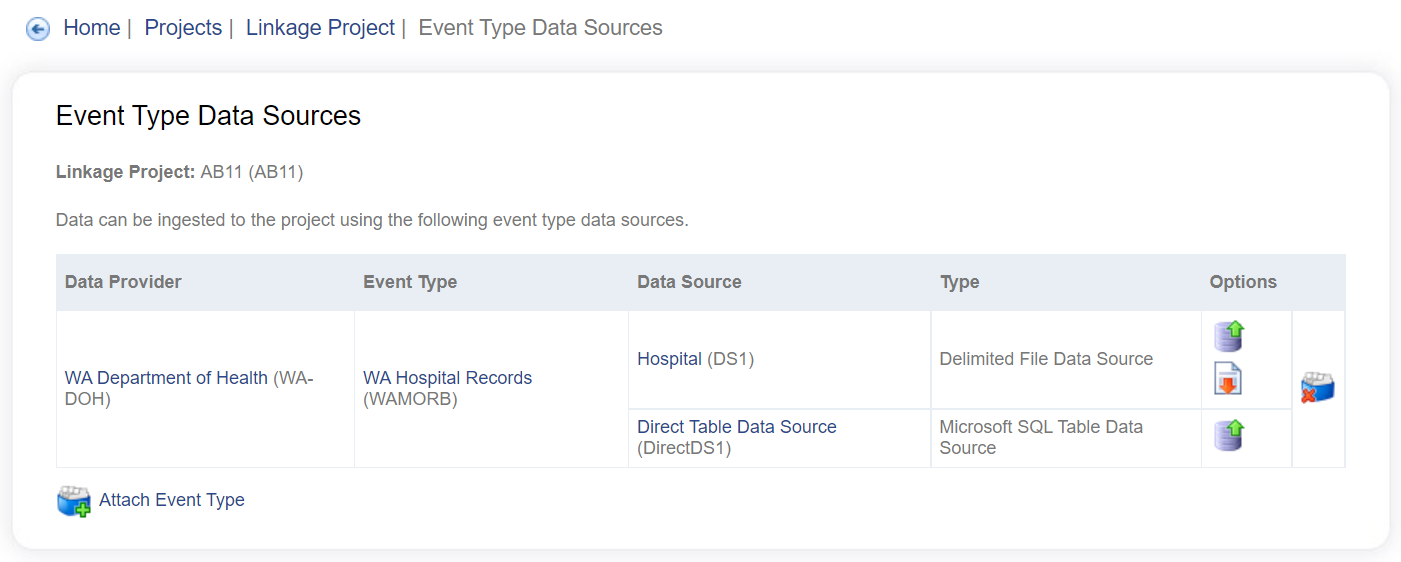 Home | Projects | Linkage Project | Event Type Data Sources
Event Type Data Sources
Linkage Project: AB11 (AB11)
Data can be ingested to the project using the following event type data sources.
Data Provider Event Type Data Source Type Options
WA Department of Health (WA-
DOH)
WA Hospital Records
(WAMORB)
Hospital (DS1)
Delimited File Data Source
Direct Table Data Source
(DirectDS1)
Microsoft SQL Table Data
Source
Attach Event Type